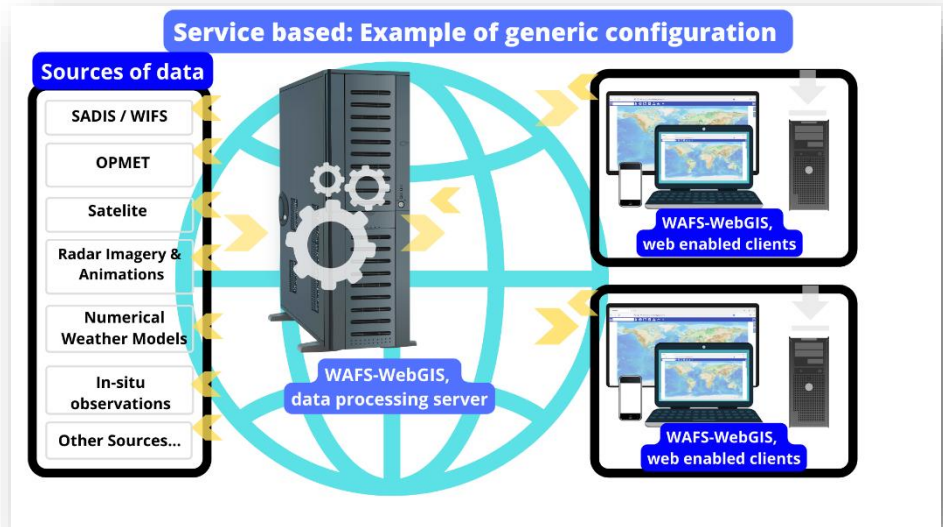 Service based: Example of generic configuration
Sources of data
SADIS / WIFS
OPMET
Satelite
Radar Imagery &
Animations
Numerical
Weather Models
In-situ
observations
Other Sources...
WAFS-WebGIS,
data processing server
WAFS-WebGIS,
web enabled clients
WAFS-WebGIS,
web enabled clients